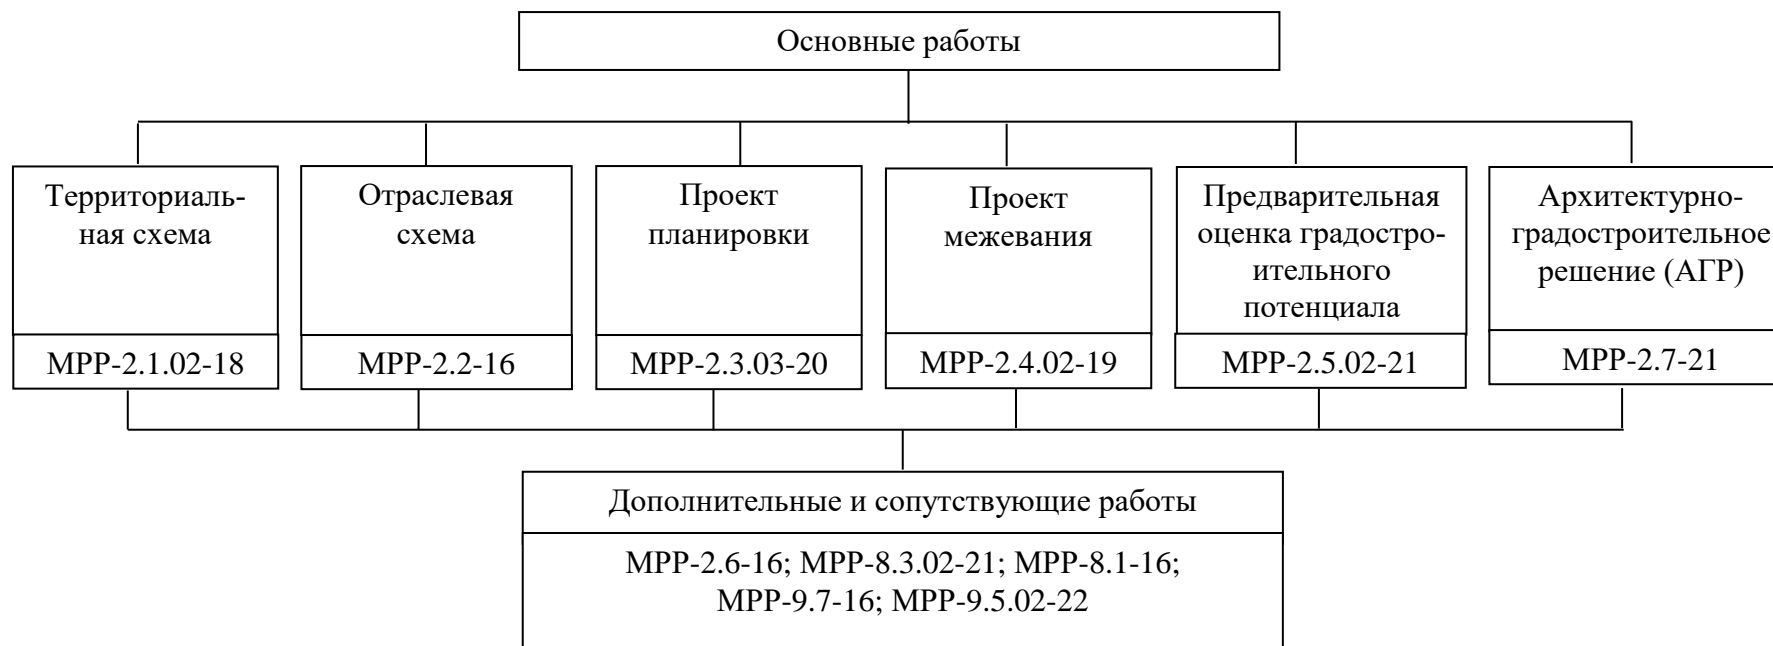 Основные работы
Территориаль-
ная схема
МРР-2.1.02-18
Отраслевая
схема
МРР-2.2-16
Проект
планировки
МРР-2.3.03-20
Проект
межевания
МРР-2.4.02-19
Предварительная
оценка градостро-
ительного
потенциала
МРР-2.5.02-21
Архитектурно-
градостроительное
решение (АГР)
МРР-2.7-21
Дополнительные и сопутствующие работы
МРР-2.6-16; МРР-8.3.02-21; МРР-8.1-16;
МРР-9.7-16; МРР-9.5.02-22